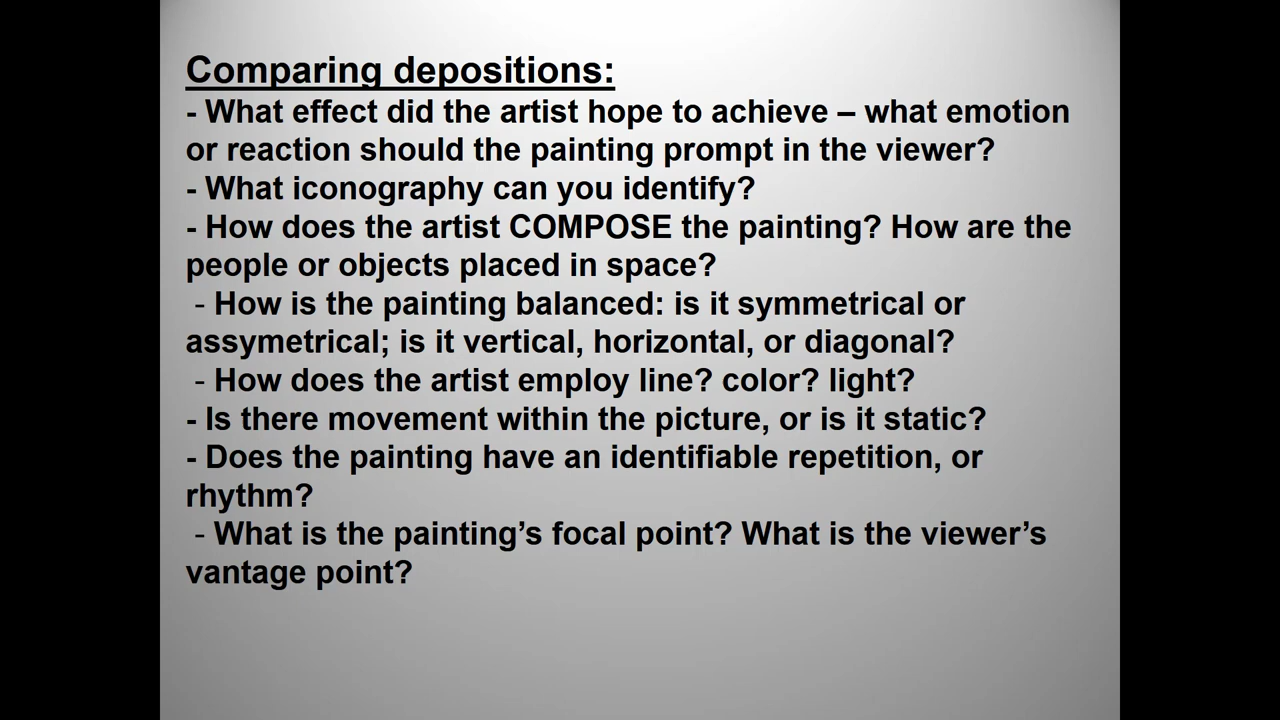 Comparing depositions:
- What effect did the artist hope to achieve – what emotion
or reaction should the painting prompt in the viewer?
- What iconography can you identify?
- How does the artist COMPOSE the painting? How are the
people or objects placed in space?
- How is the painting balanced: is it symmetrical or
assymetrical; is it vertical, horizontal, or diagonal?
- How does the artist employ line? color? light?
- Is there movement within the picture, or is it static?
- Does the painting have an identifiable repetition, or
rhythm?
- What is the painting’s focal point? What is the viewer’s
vantage point?